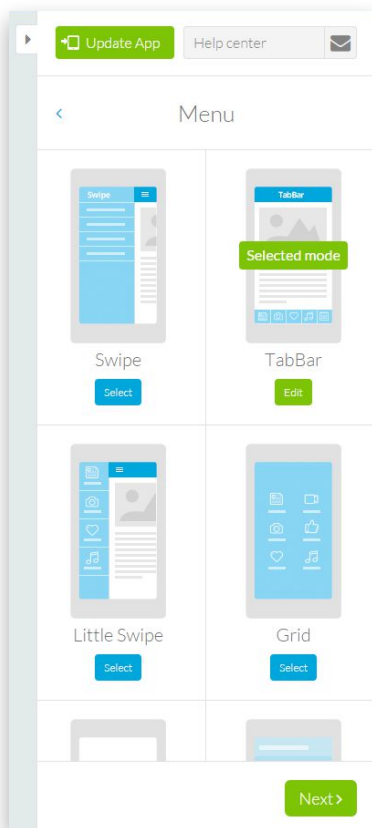 Update App
Help center
Menu
Swipe
TabBar
Selected mode
Swipe
TabBar
Select
Edit
Little Swipe
Grid
Select
Select
Next